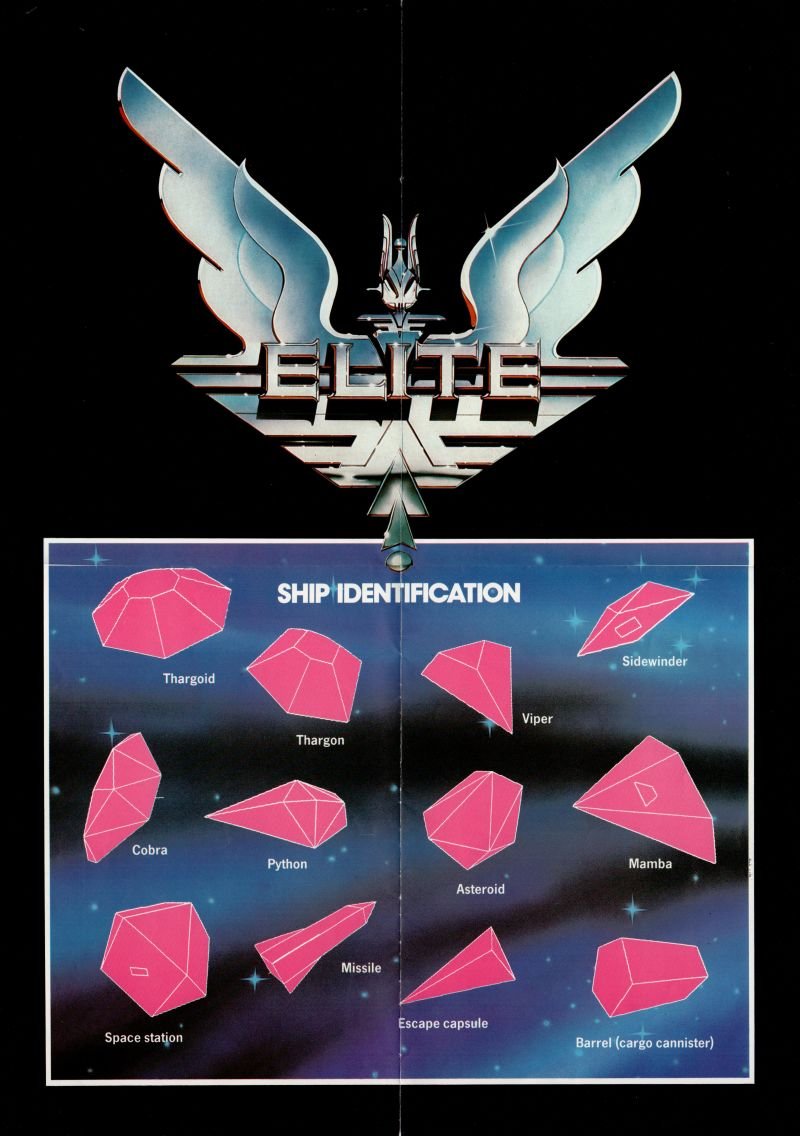 ELITE
SHIP IDENTIFICATION
Thargoid
Thargon
Viper
Sidewinder
Cobra
Python
Asteroid
Mamba
Space station
Missile
Escape capsule
Barrel (cargo cannister)